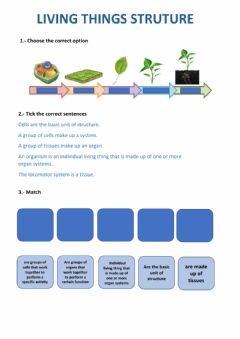 LIVING THINGS STRUTURE
1.- Choose the correct option
2.- Tick the correct sentences
Cells are the basic unit of structure.
A group of cells make up a system.
A group of tissues make up an organ.
An organism is an individual living thing that is made up of one or more
organ systems.
The locomotor system is a tissue.
3.- Match
are groups of
cells that work
together to
perform a
specific activity
Are groups of
organs that
work together
to perform a
certain function
individual
living thing that
is made up of
one or more
organ systems
Are the basic
unit of
structure
are made
up of
tissues